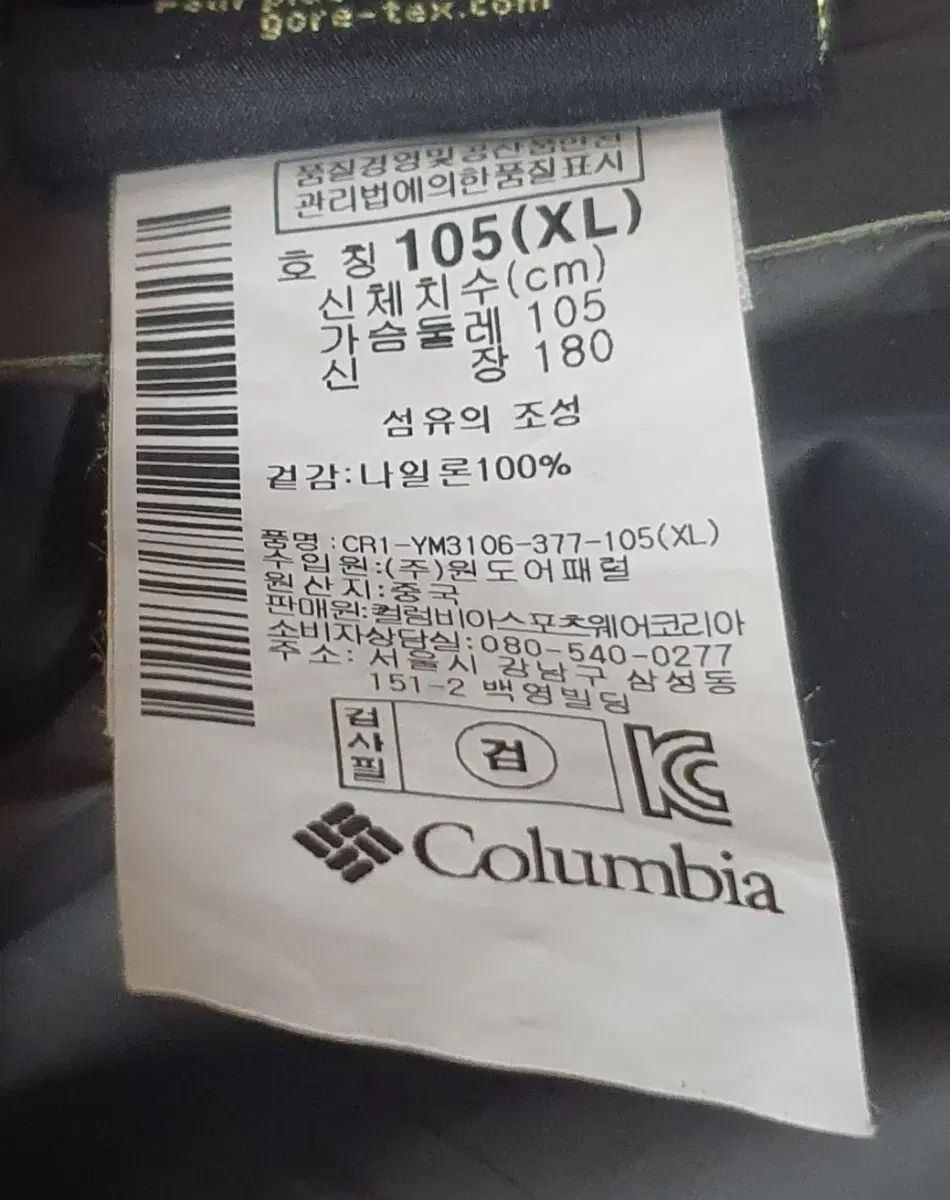 gore-tex.com
품질경영및공산품안전
관리법에의한품질표시
호 칭 105(XL)
신체치수(cm)
가슴둘레 105
신 장 180
섬유의 조성
겉감:나일론100%
품명:CR1-YM3106-377-105(XL)
수입원:(주)원도어패럴
원산지:중국
판매원:컬럼비아스포츠웨어코리아
소비자상담실:080-540-0277
주소: 서울시 강남구 삼성동
151-2 백영빌딩
검사필
검
KC
Columbia